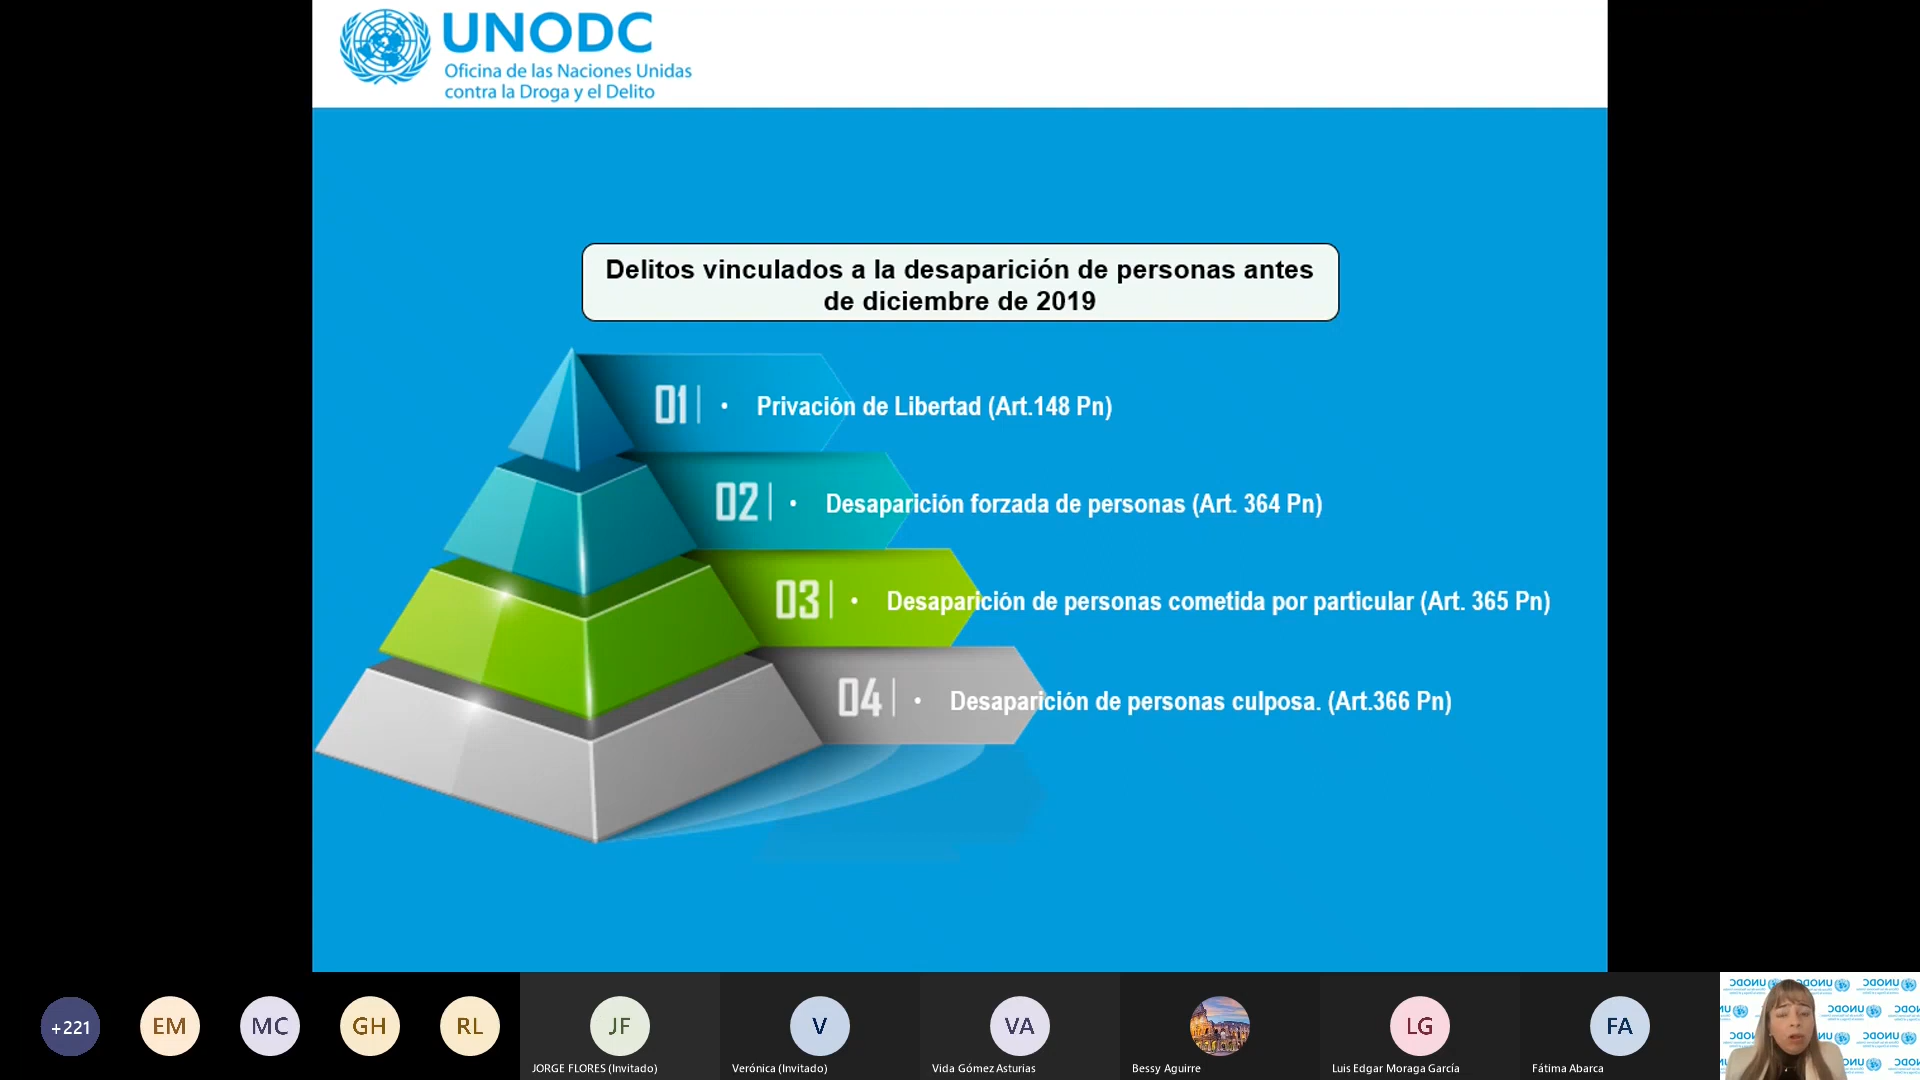 UNODC
Oficina de las Naciones Unidas
contra la Droga y el Delito
Delitos vinculados a la desaparición de personas antes
de diciembre de 2019
01 • Privación de Libertad (Art.148 Pn)
02 • Desaparición forzada de personas (Art. 364 Pn)
03 • Desaparición de personas cometida por particular (Art. 365 Pn)
04 • Desaparición de personas culposa. (Art.366 Pn)
+221 EM MC GH RL JF V VA LG FA
JORGE FLORES (Invitado) Verónica (Invitado) Vida Gómez Asturias Bessy Aguirre Luis Edgar Moraga García Fátima Abarca